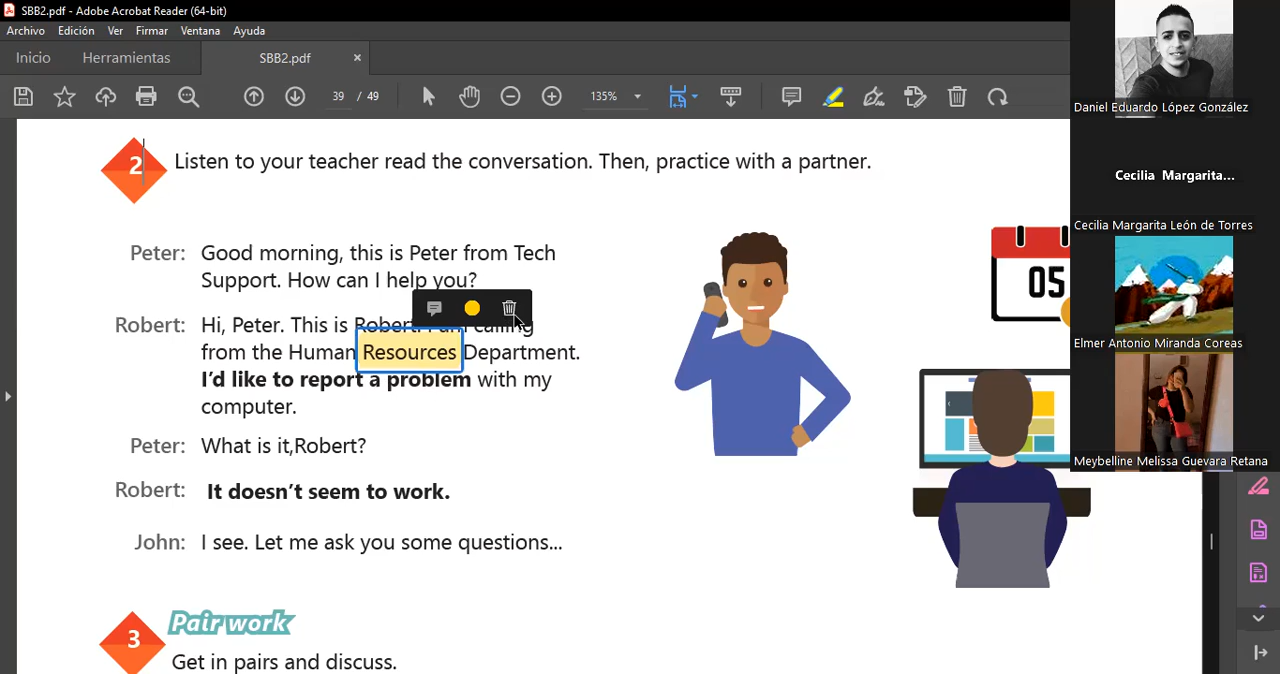 SBB2.pdf - Adobe Acrobat Reader (64-bit)
Archivo Edición Ver Firmar Ventana Ayuda
Inicio Herramientas SBB2.pdf ×
39 / 49 135%
2 Listen to your teacher read the conversation. Then, practice with a partner.
Peter: Good morning, this is Peter from Tech
Support. How can I help you?
Robert: Hi, Peter. This is Robert. I am calling
from the Human Resources Department.
I'd like to report a problem with my
computer.
Peter: What is it,Robert?
Robert: It doesn't seem to work.
John: I see. Let me ask you some questions...
3 Pair work
Get in pairs and discuss.
05
Daniel Eduardo López González
Cecilia Margarita...
Cecilia Margarita León de Torres
Elmer Antonio Miranda Coreas
Meybelline Melissa Guevara Retana